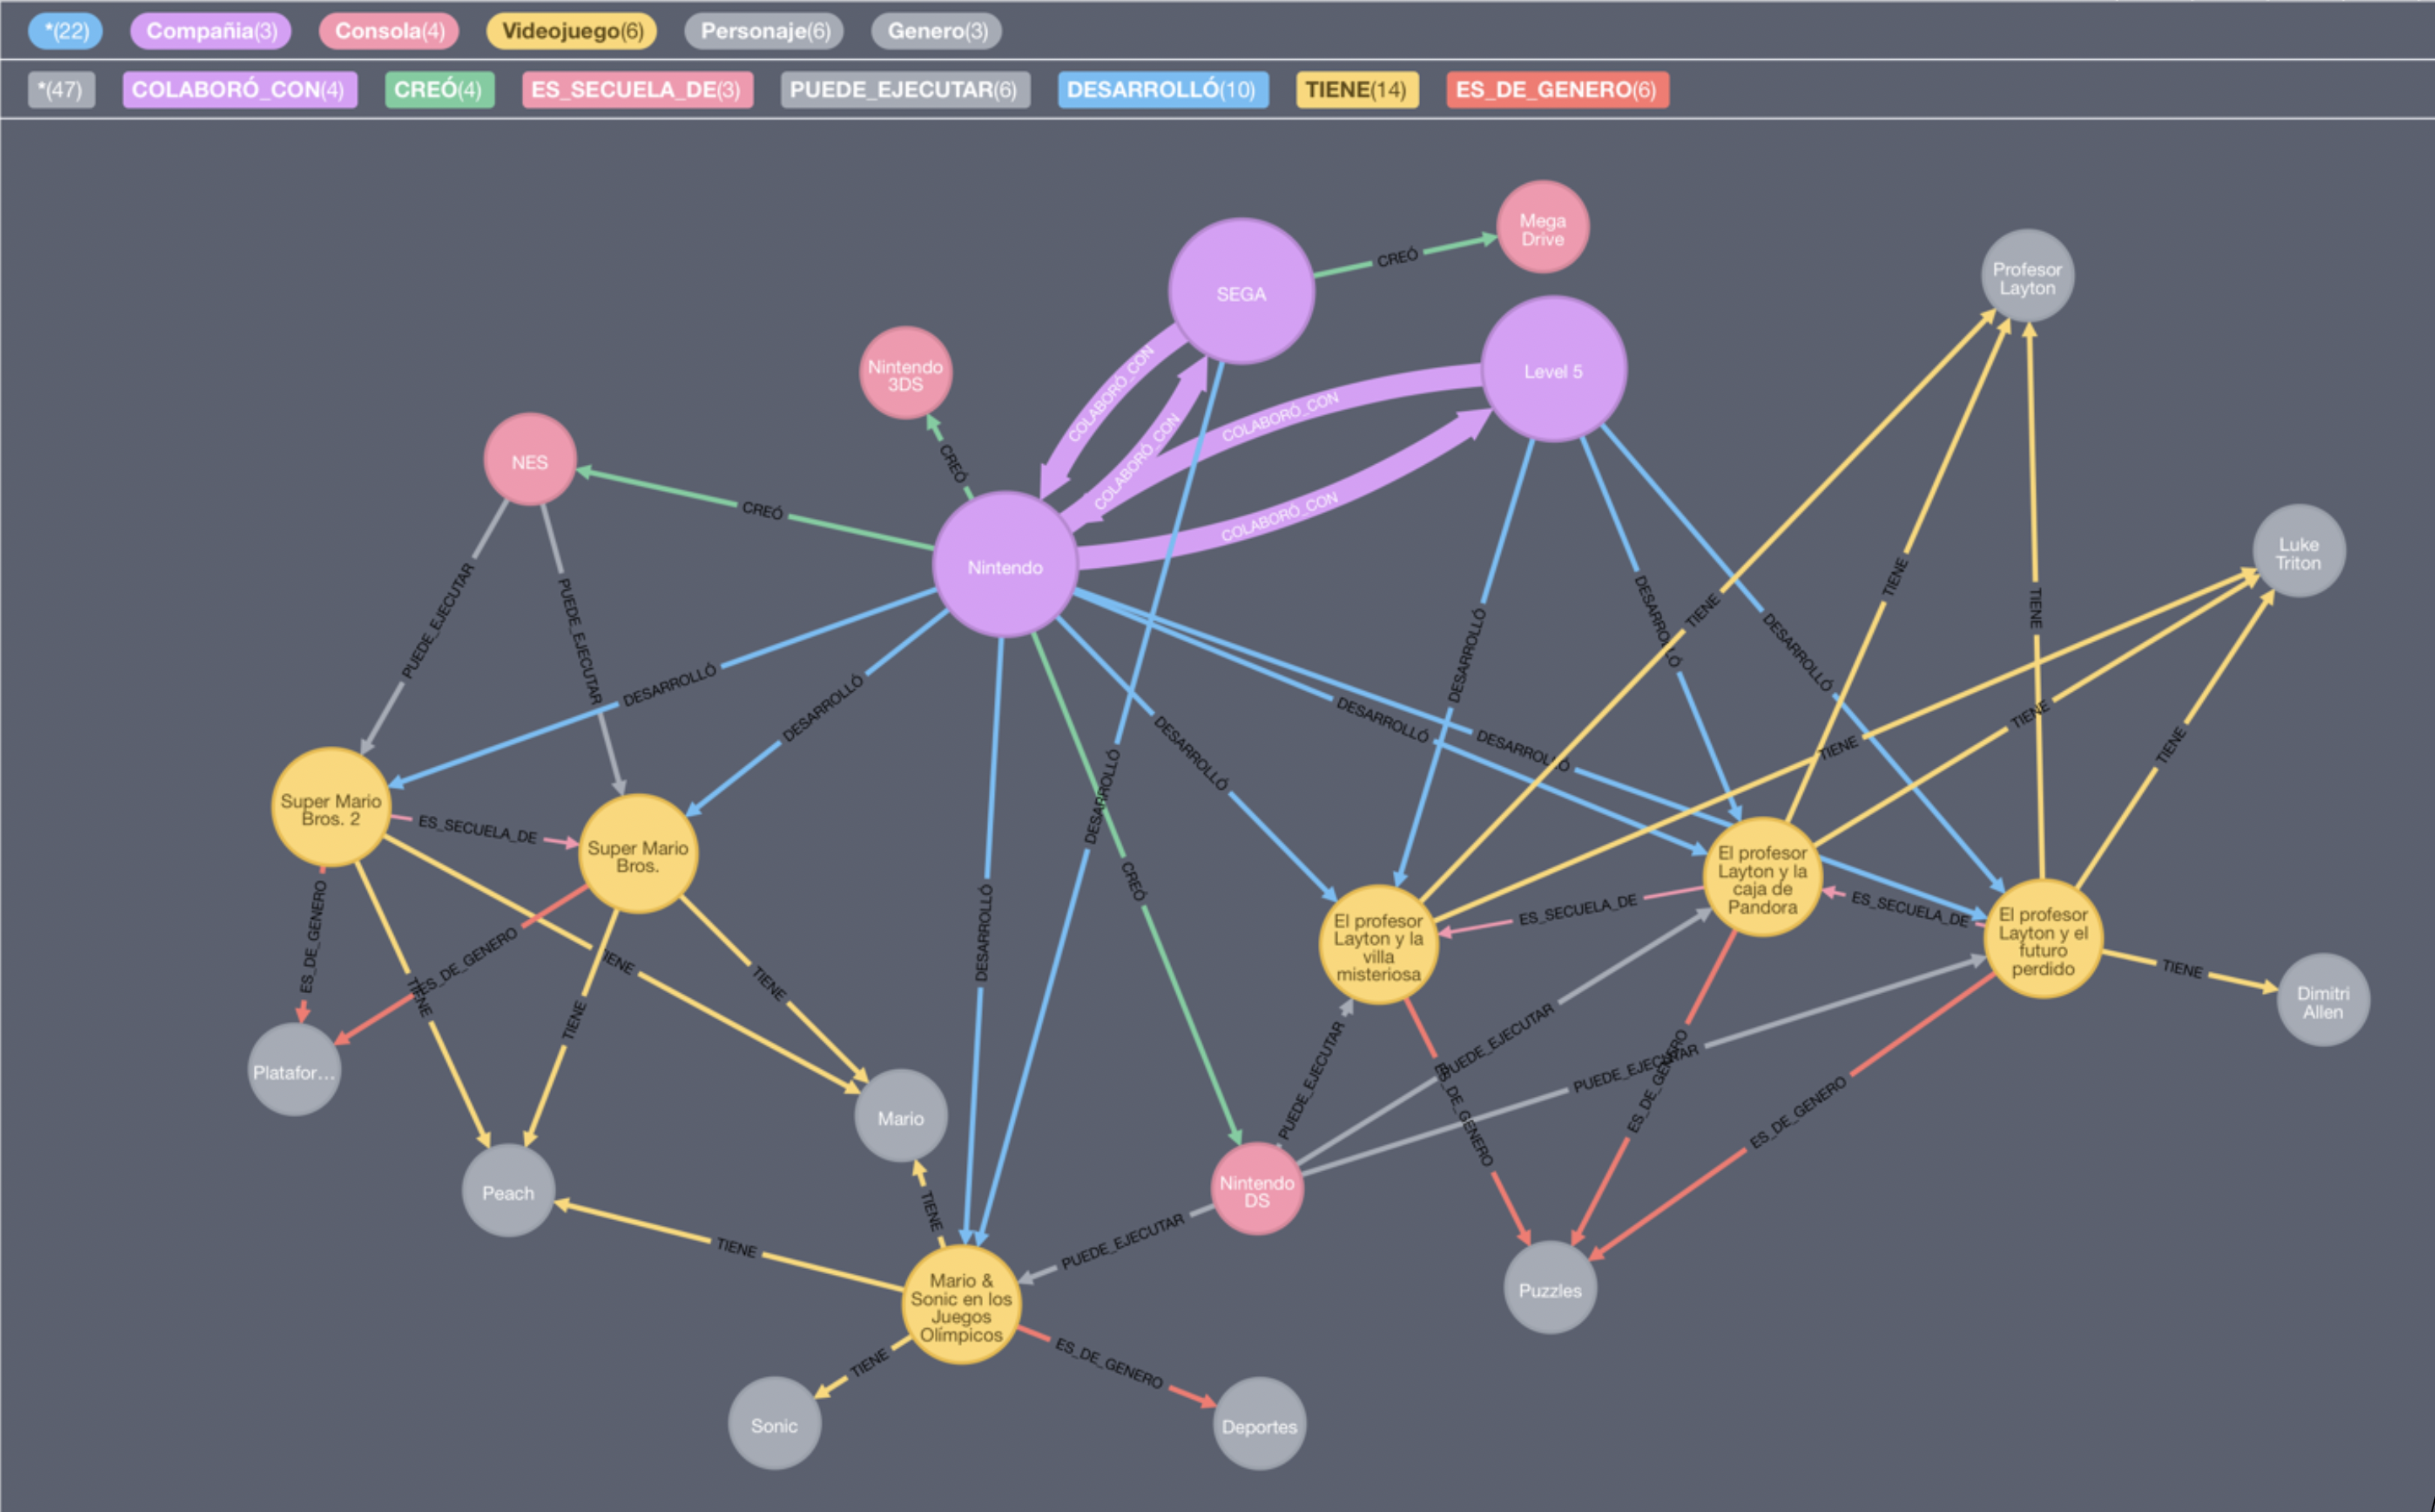 *(22) Compañia(3) Consola(4) Videojuego(6) Personaje(6) Genero(3)
*(47) COLABORÓ_CON(4) CREÓ(4) ES_SECUELA_DE(3) PUEDE_EJECUTAR(6) DESARROLLÓ(10) TIENE(14) ES_DE_GENERO(6)
Mega
Drive
CREÓ
SEGA
Profesor
Layton
Nintendo
3DS
COLABORÓ_CON
Level 5
COLABORÓ_CON
COLABORÓ_CON
CREÓ
NES
CREÓ
COLABORÓ_CON
Nintendo
Luke
Triton
TIENE
TIENE
TIENE
PUEDE_EJECUTAR
PUEDE_EJECUTAR
DESARROLLÓ
DESARROLLÓ
DESARROLLÓ
DESARROLLÓ
DESARROLLÓ
DESARROLLÓ
DESARROLLÓ
DESARROLLÓ
TIENE
TIENE
TIENE
DESARROLLÓ
Super Mario
Bros. 2
ES_SECUELA_DE
Super Mario
Bros.
CREÓ
El profesor
Layton y la
caja de
Pandora
El profesor
Layton y la
villa
misteriosa
ES_SECUELA_DE
ES_SECUELA_DE
El profesor
Layton y el
futuro
perdido
ES_DE_GENERO
ES_DE_GENERO
TIENE
TIENE
TIENE
TIENE
DESARROLLÓ
TIENE
Dimitri
Allen
Platafor...
PUEDE_EJECUTAR
PUEDE_EJECUTAR
PUEDE_EJECUTAR
ES_DE_GENERO
ES_DE_GENERO
ES_DE_GENERO
Mario
Peach
TIENE
TIENE
Nintendo
DS
PUEDE_EJECUTAR
Mario &
Sonic en los
Juegos
Olímpicos
Puzzles
TIENE
ES_DE_GENERO
Sonic
Deportes